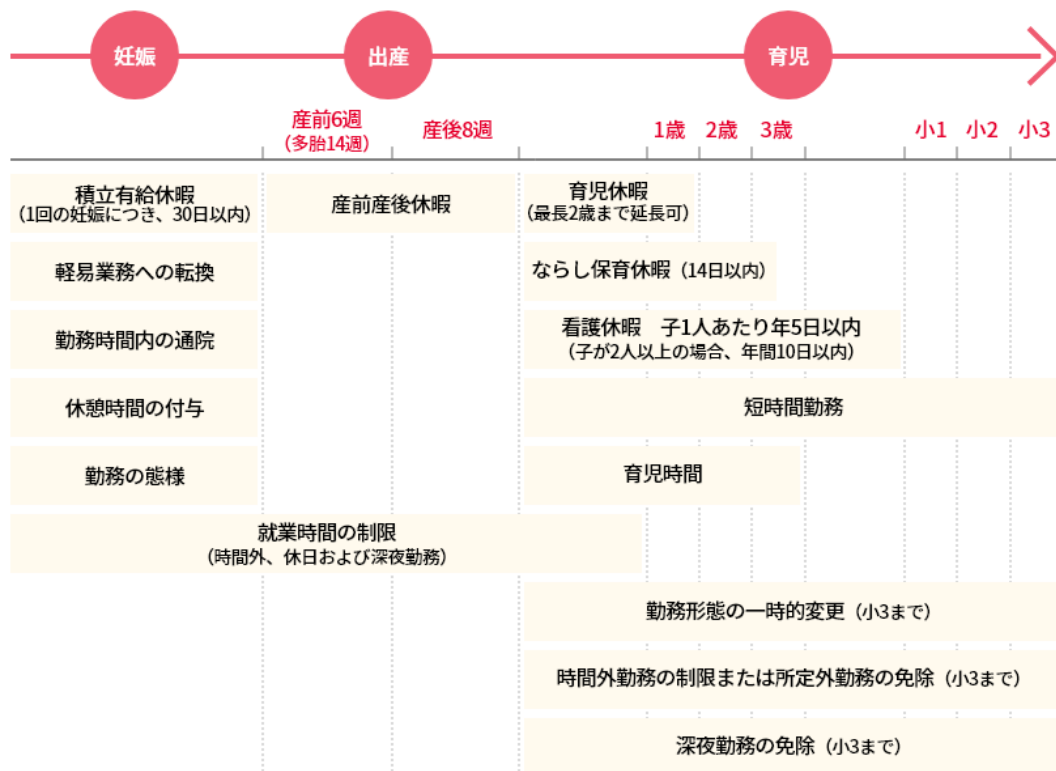 妊娠
出産
育児
産前6週
(多胎14週)
産後8週
1歳
2歳
3歳
小1
小2
小3
積立有給休暇
(1回の妊娠につき、30日以内)
産前産後休暇
育児休暇
(最長2歳まで延長可)
軽易業務への転換
ならし保育休暇(14日以内)
勤務時間内の通院
看護休暇　子1人あたり年5日以内
(子が2人以上の場合、年間10日以内)
休憩時間の付与
短時間勤務
勤務の態様
育児時間
就業時間の制限
(時間外、休日および深夜勤務)
勤務形態の一時的変更(小3まで)
時間外勤務の制限または所定外勤務の免除(小3まで)
深夜勤務の免除(小3まで)